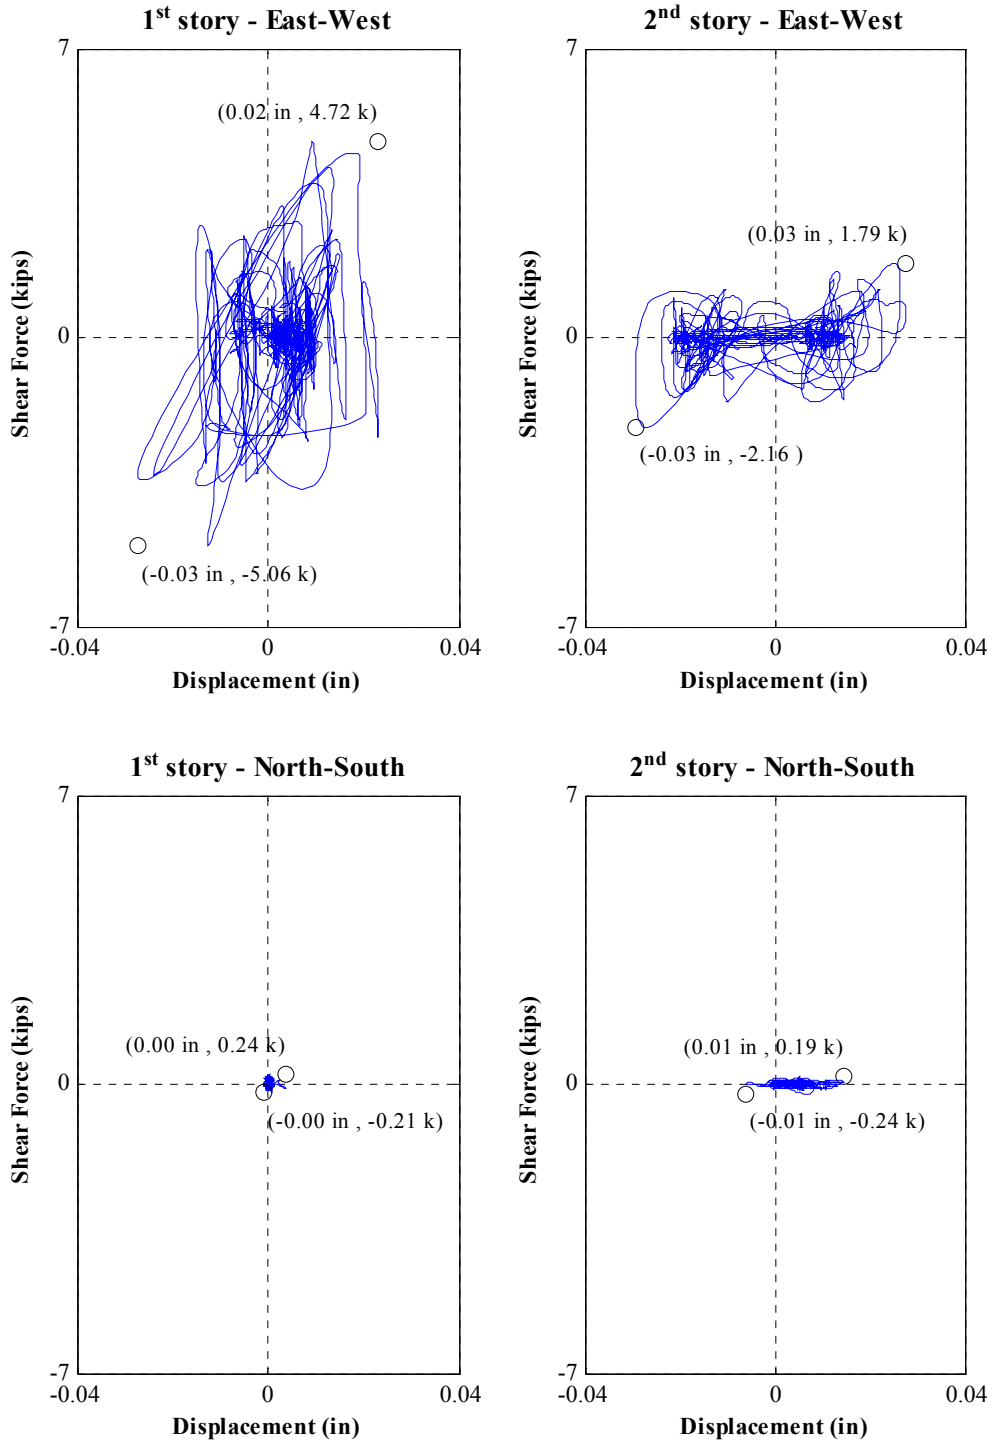 1st story - East-West
7
(0.02 in , 4.72 k)
Shear Force (kips)
0
(-0.03 in , -5.06 k)
-7
-0.04 0 0.04
Displacement (in)
2nd story - East-West
7
(0.03 in , 1.79 k)
Shear Force (kips)
0
(-0.03 in , -2.16 )
-7
-0.04 0 0.04
Displacement (in)
1st story - North-South
7
(0.00 in , 0.24 k)
Shear Force (kips)
0
(-0.00 in , -0.21 k)
-7
-0.04 0 0.04
Displacement (in)
2nd story - North-South
7
(0.01 in , 0.19 k)
Shear Force (kips)
0
(-0.01 in , -0.24 k)
-7
-0.04 0 0.04
Displacement (in)